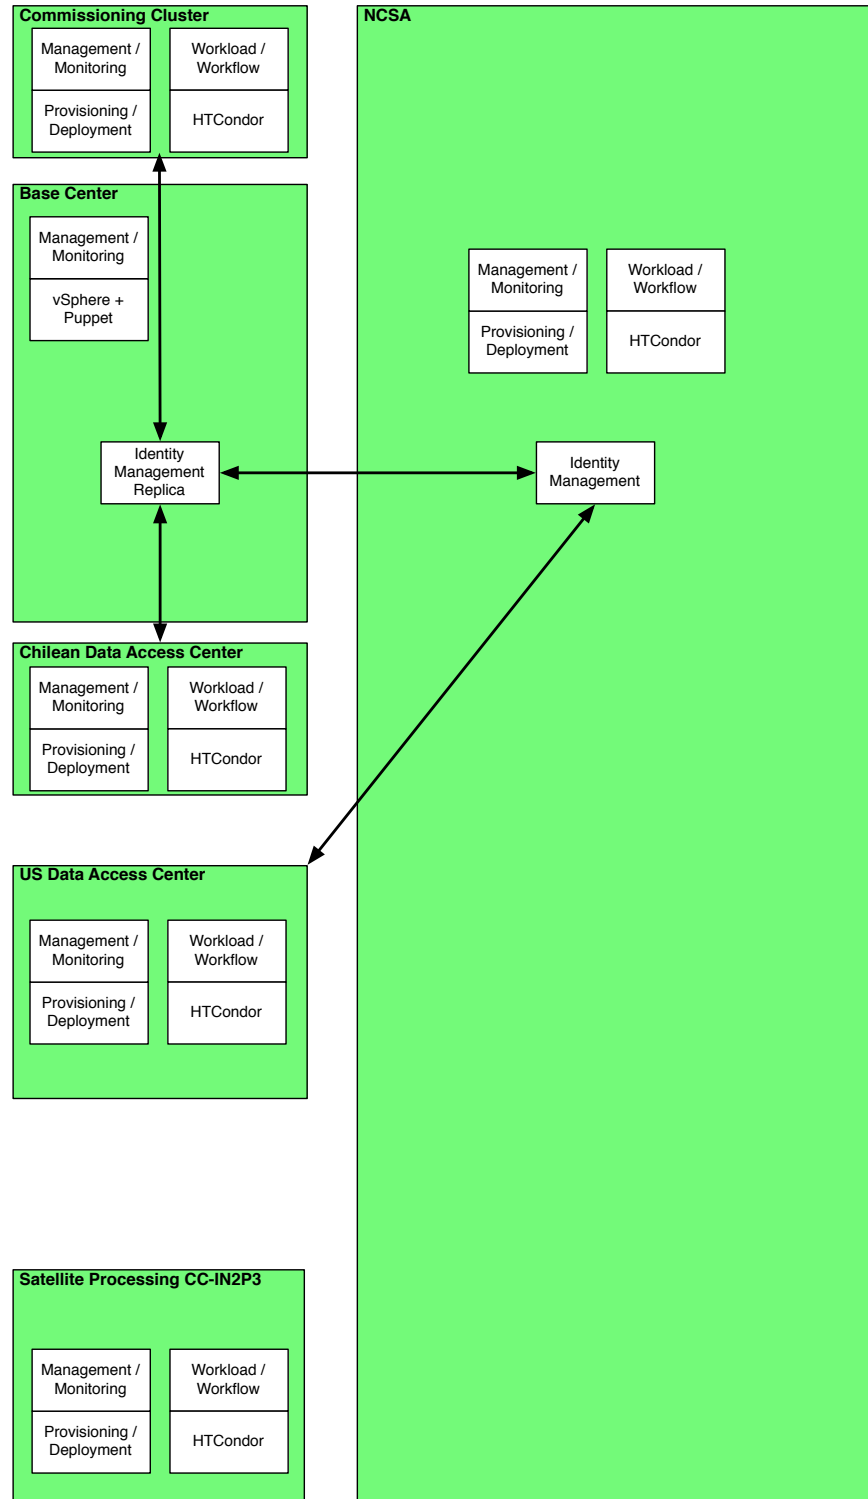 Commissioning Cluster
Management /
Monitoring
Provisioning /
Deployment
Workload /
Workflow
HTCondor
Base Center
Management /
Monitoring
vSphere +
Puppet
Identity
Management
Replica
Chilean Data Access Center
Management /
Monitoring
Provisioning /
Deployment
Workload /
Workflow
HTCondor
US Data Access Center
Management /
Monitoring
Provisioning /
Deployment
Workload /
Workflow
HTCondor
Satellite Processing CC-IN2P3
Management /
Monitoring
Provisioning /
Deployment
Workload /
Workflow
HTCondor
NCSA
Management /
Monitoring
Provisioning /
Deployment
Workload /
Workflow
HTCondor
Identity
Management